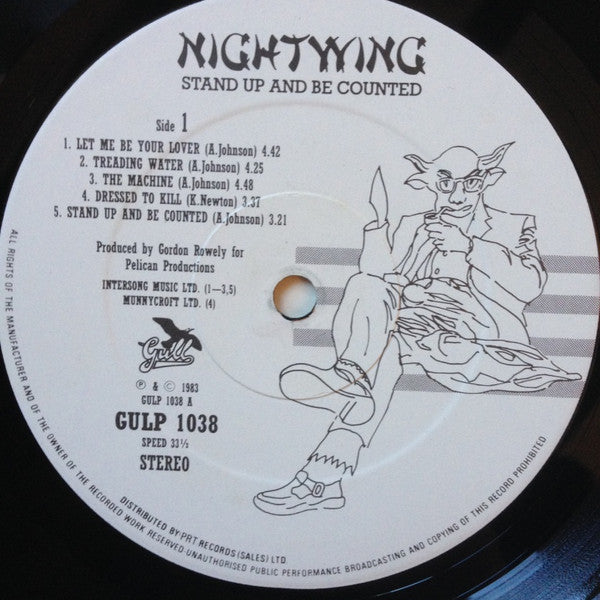 NIGHTWING
STAND UP AND BE COUNTED
Side 1
1. LET ME BE YOUR LOVER (A.Johnson) 4.42
2. TREADING WATER (A.Johnson) 4.25
3. THE MACHINE (A.Johnson) 4.48
4. DRESSED TO KILL (K.Newton) 3.37
5. STAND UP AND BE COUNTED (A.Johnson) 3.21
Produced by Gordon Rowely for
Pelican Productions
INTERSONG MUSIC LTD. (1—3,5)
MUNNYCROFT LTD. (4)
Gull
℗ & © 1983
GULP 1038 A
GULP 1038
SPEED 33½
STEREO
DISTRIBUTED BY PRT RECORDS (SALES) LTD.
ALL RIGHTS OF THE MANUFACTURER AND OF THE OWNER OF THE RECORDED WORK RESERVED·UNAUTHORISED PUBLIC PERFORMANCE BROADCASTING AND COPYING OF THIS RECORD PROHIBITED.